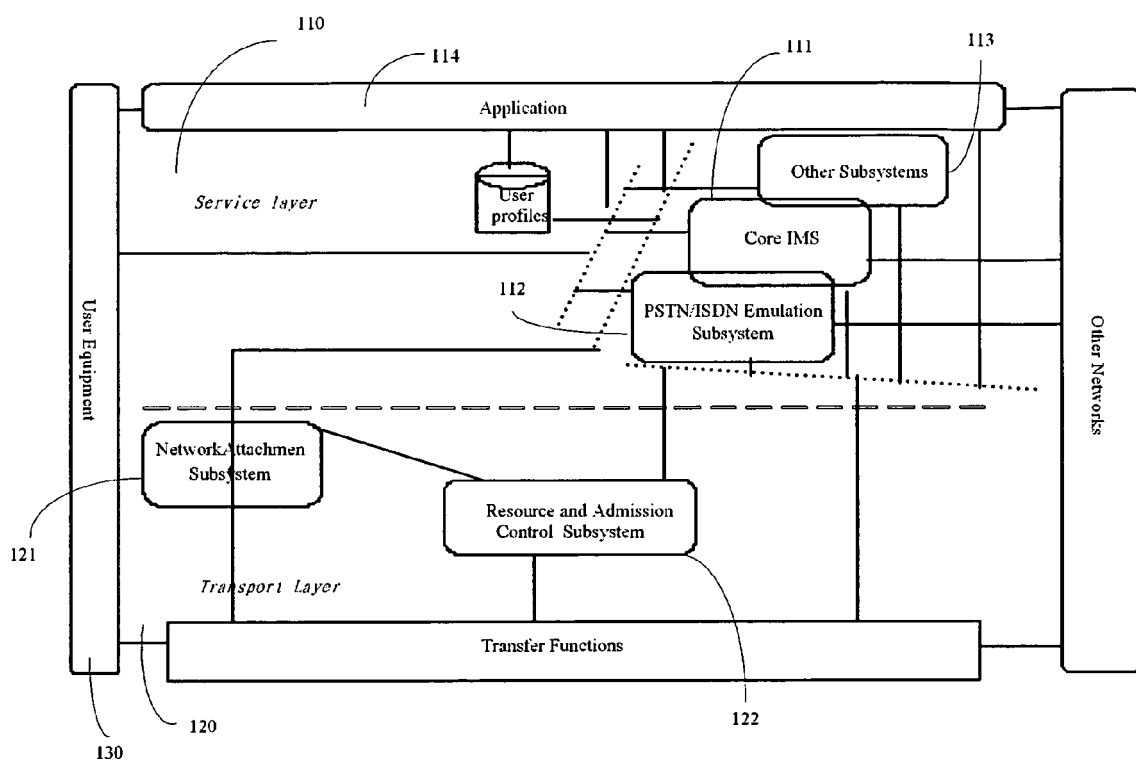 110
114
111
113
Application
Other Subsystems
User
profiles
Service layer
Core IMS
112
PSTN/ISDN Emulation
Subsystem
User Equipment
Other Networks
NetworkAttachmen
Subsystem
Resource and Admission
Control Subsystem
121
Transport Layer
Transfer Functions
120
122
130